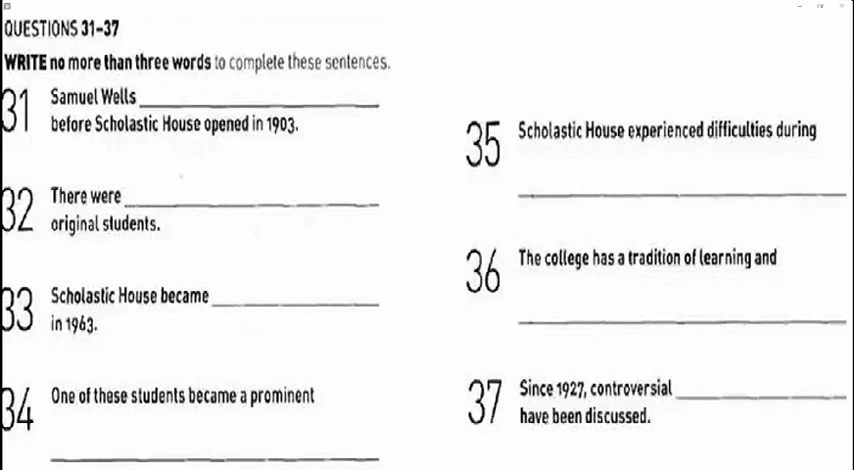 QUESTIONS 31-37
WRITE no more than three words to complete these sentences.
31 Samuel Wells
before Scholastic House opened in 1903.
32 There were
original students.
33 Scholastic House became
in 1963.
34 One of these students became a prominent
35 Scholastic House experienced difficulties during
36 The college has a tradition of learning and
37 Since 1927, controversial
have been discussed.